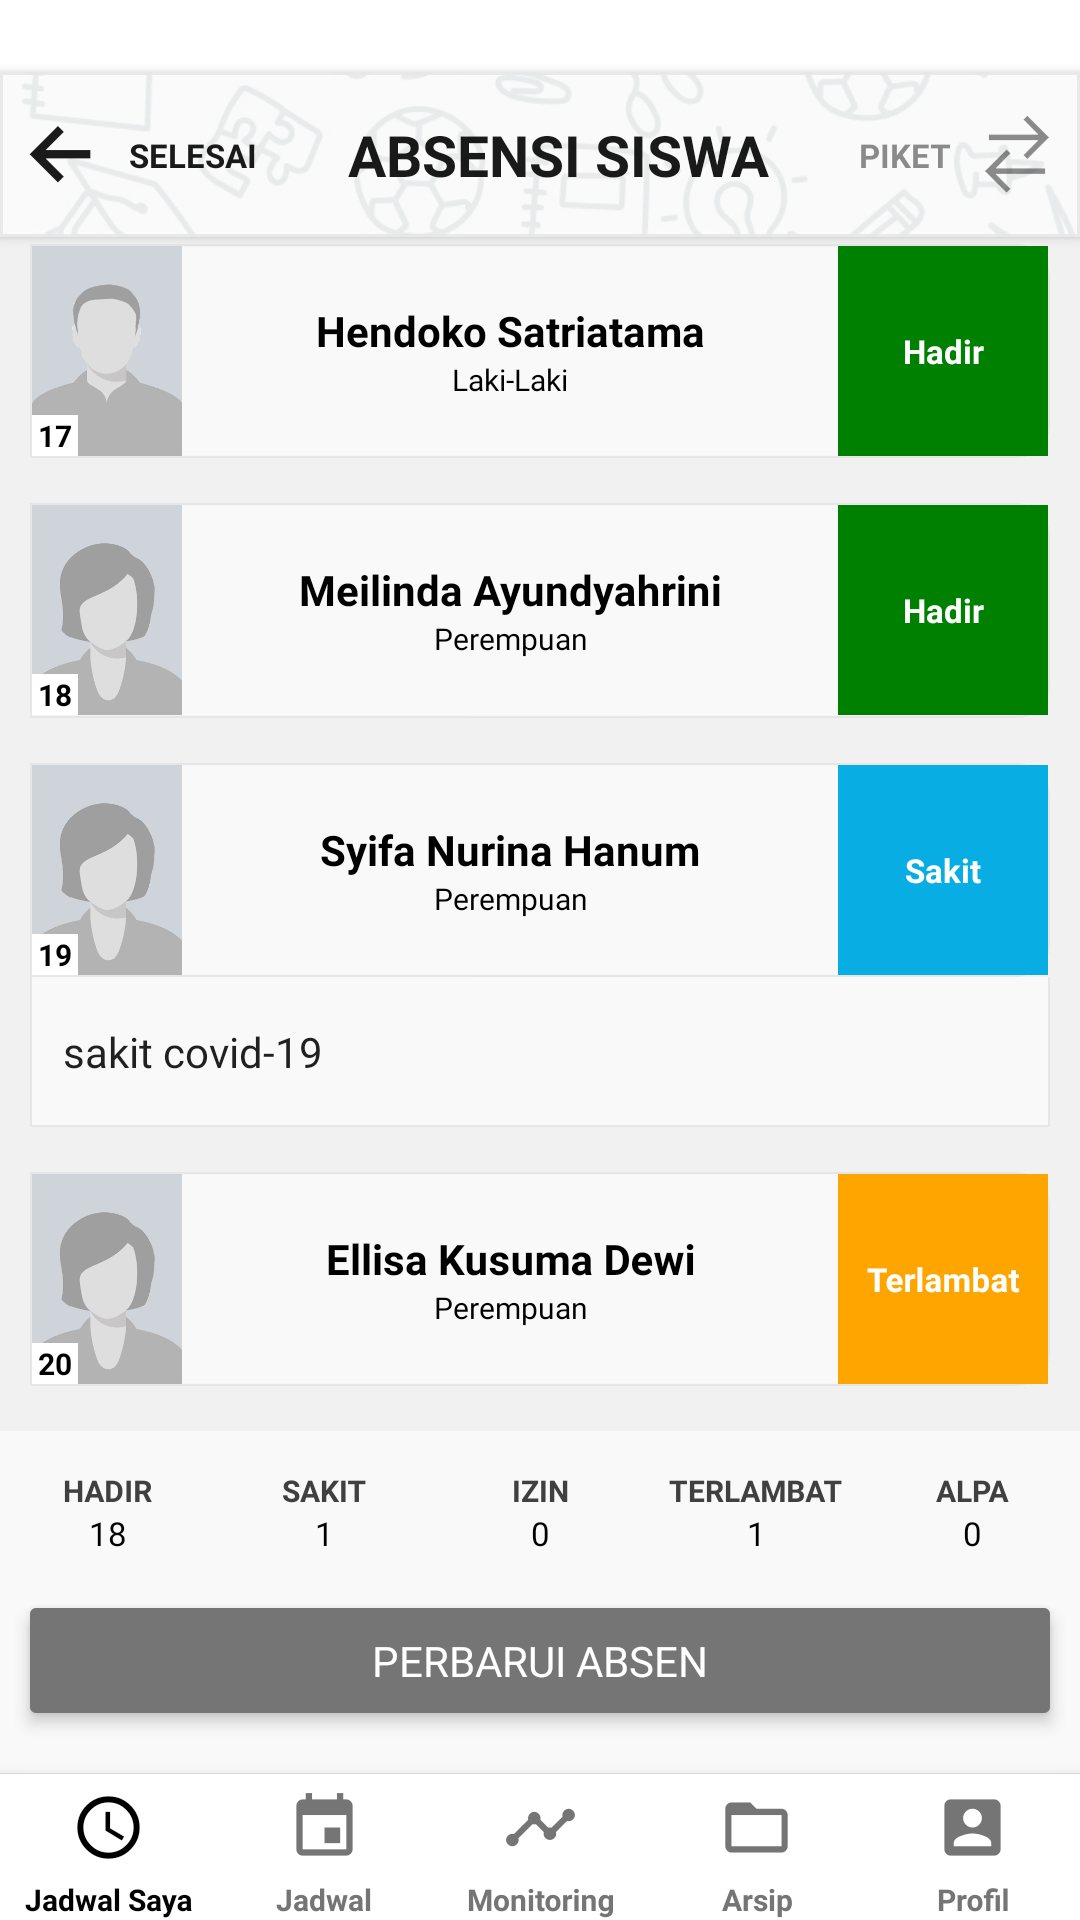 SELESAI
ABSENSI SISWA
PIKET
Hendoko Satriatama
Laki-Laki
17
Hadir
Meilinda Ayundyahrini
Perempuan
18
Hadir
Syifa Nurina Hanum
Perempuan
19
Sakit
sakit covid-19
Ellisa Kusuma Dewi
Perempuan
20
Terlambat
HADIR SAKIT IZIN TERLAMBAT ALPA
18 1 0 1 0
PERBARUI ABSEN
Jadwal Saya Jadwal Monitoring Arsip Profil